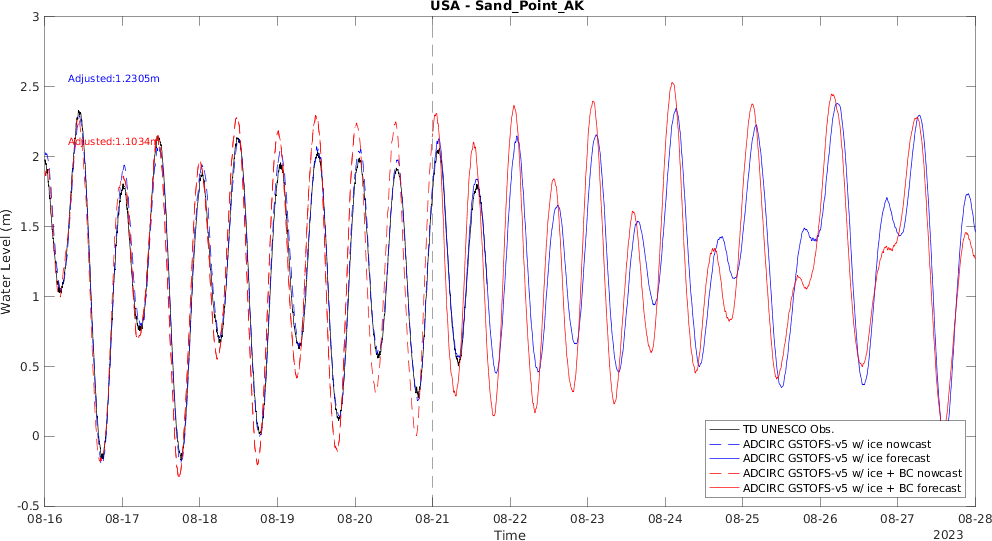 USA - Sand_Point_AK
3
2.5
2
1.5
1
0.5
0
-0.5
Water Level (m)
Adjusted:1.2305m
Adjusted:1.1034m
TD UNESCO Obs.
ADCIRC GSTOFS-v5 w/ ice nowcast
ADCIRC GSTOFS-v5 w/ ice forecast
ADCIRC GSTOFS-v5 w/ ice + BC nowcast
ADCIRC GSTOFS-v5 w/ ice + BC forecast
08-16 08-17 08-18 08-19 08-20 08-21 08-22 08-23 08-24 08-25 08-26 08-27 08-28
Time
2023